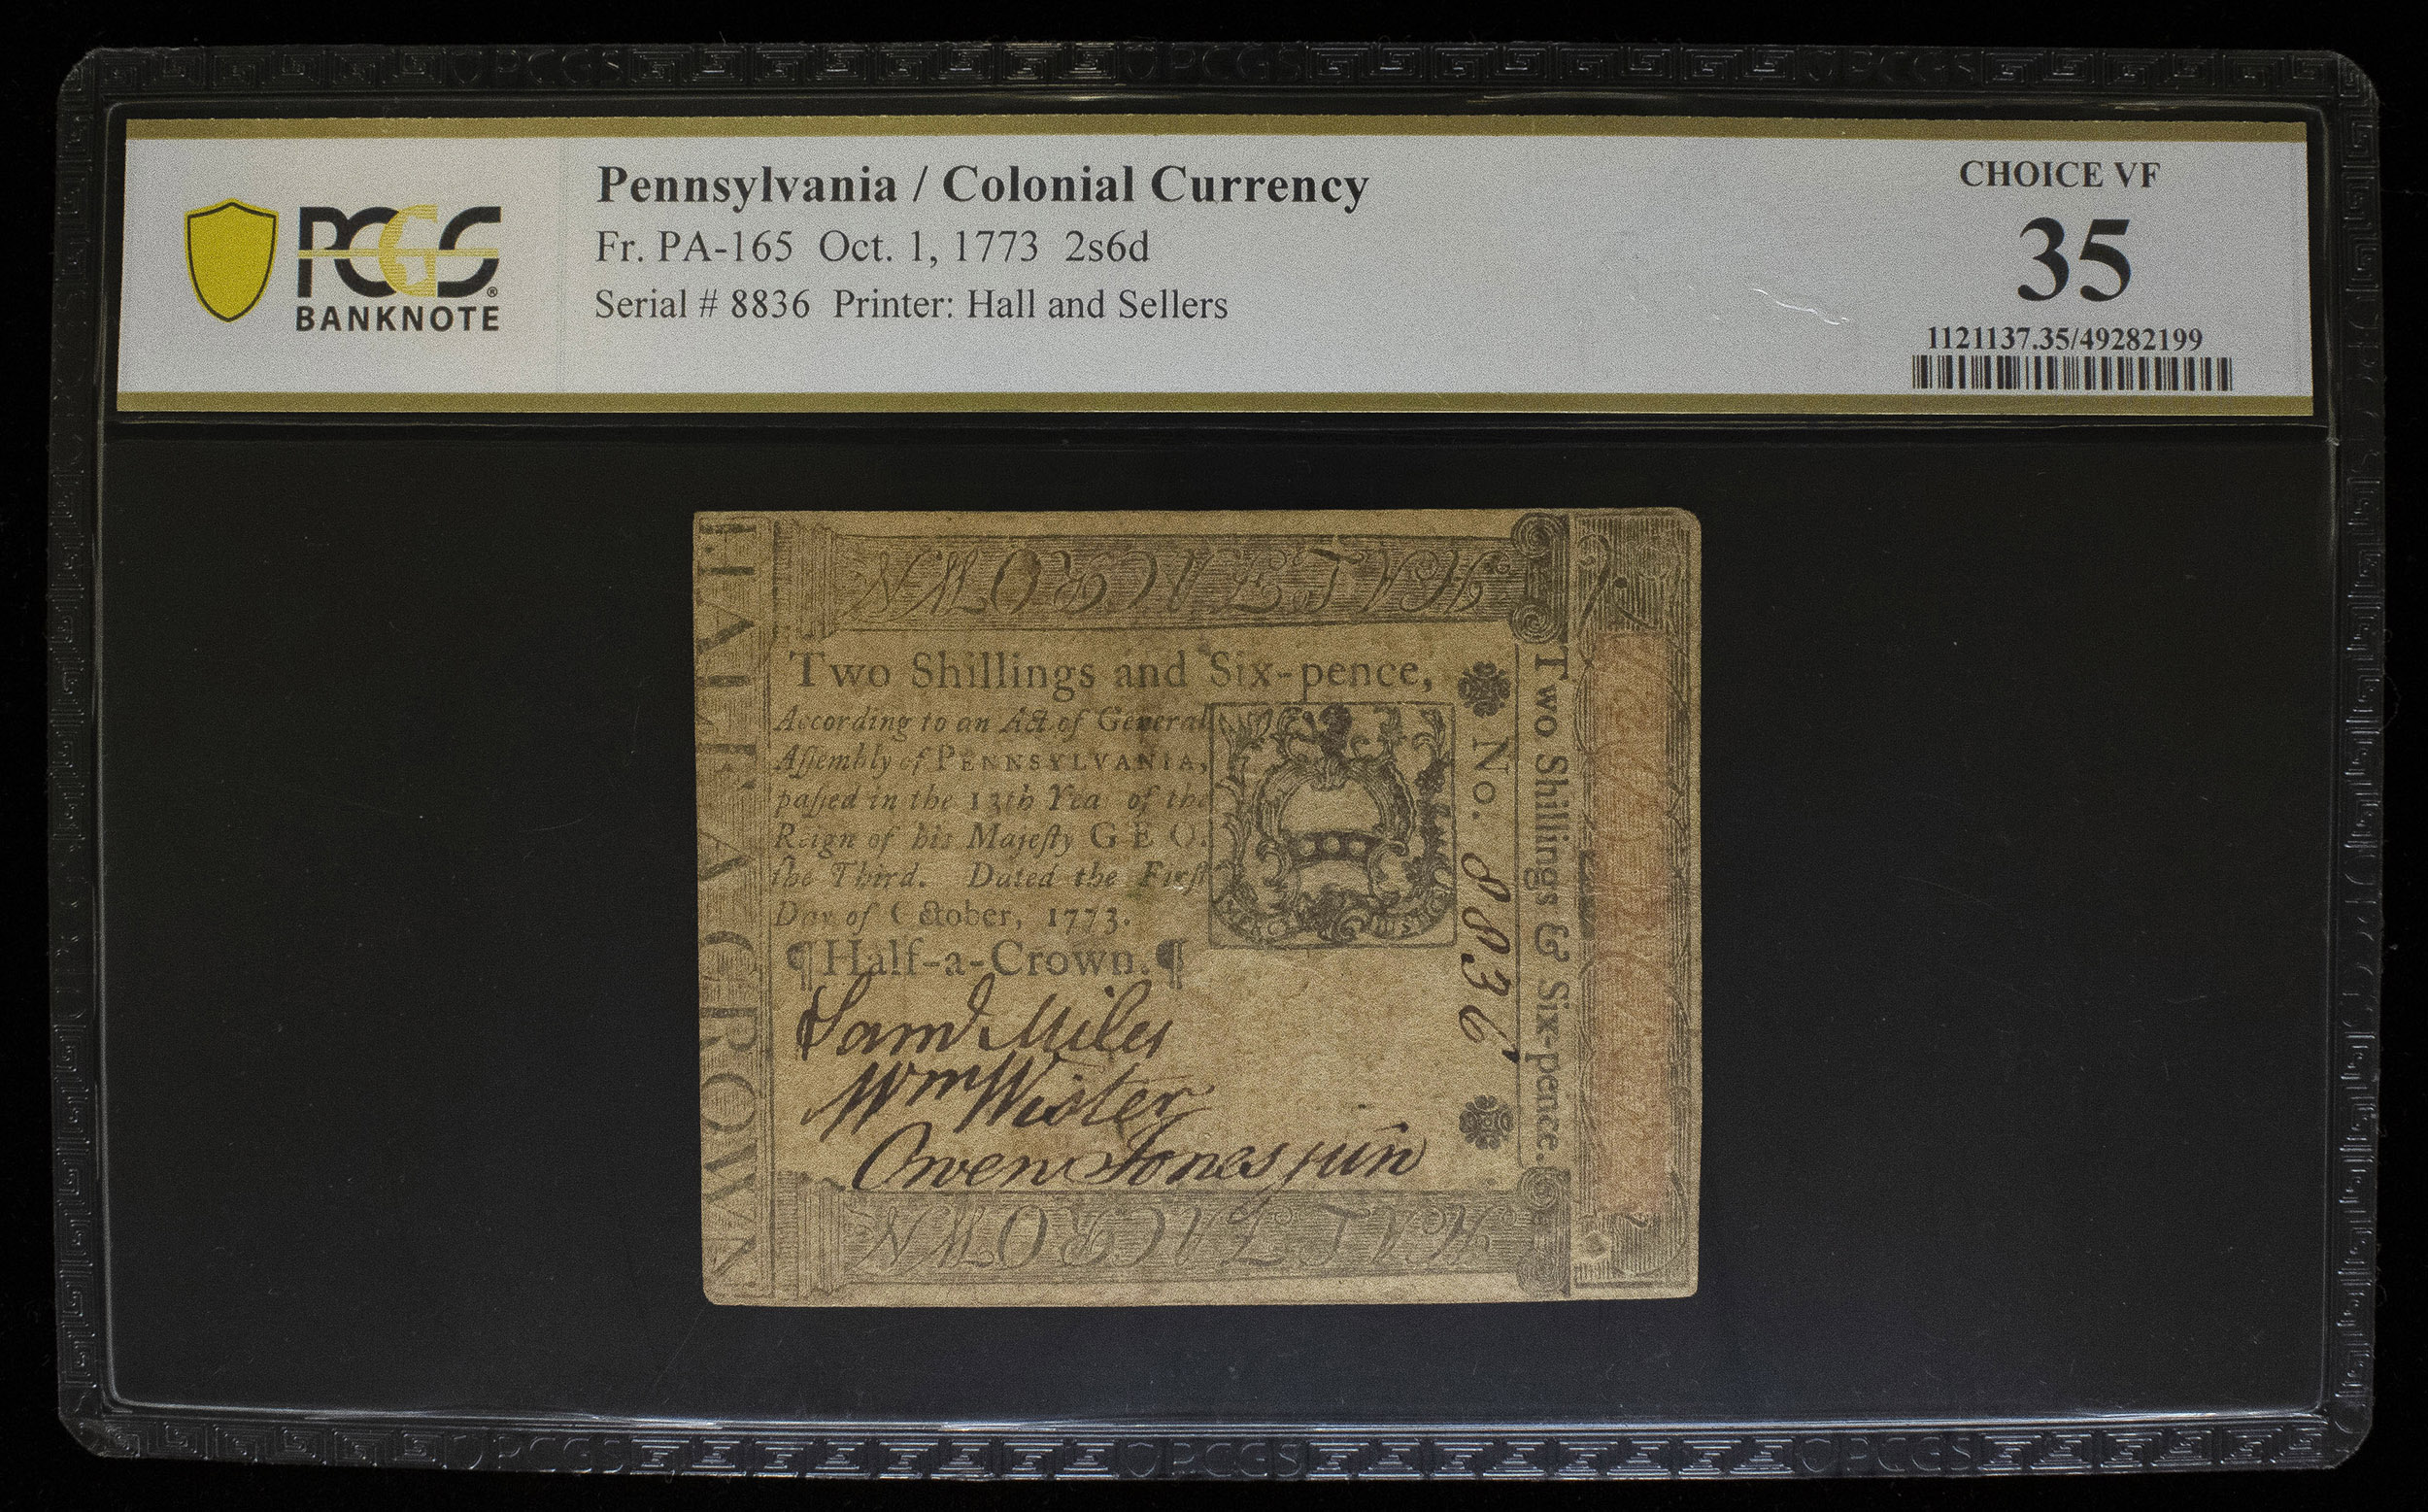 PCGS
BANKNOTE
Pennsylvania / Colonial Currency
Fr. PA-165 Oct. 1, 1773 2s6d
Serial # 8836 Printer: Hall and Sellers
CHOICE VF
35
1121137.35/49282199
HALF A CROWN
HALF A CROWN
Two Shillings and Six-pence,
According to an Act of General
Aſſembly of PENNSYLVANIA,
paſſed in the 13th Yea of the
Reign of his Majeſty GEO.
the Third. Dated the Firſt
Day of October, 1773.
¶Half-a-Crown.¶
No. 8836
Two Shillings & Six-pence.
Saml Miles
Wm Wister
Owen Jones jun
HALF A CROWN